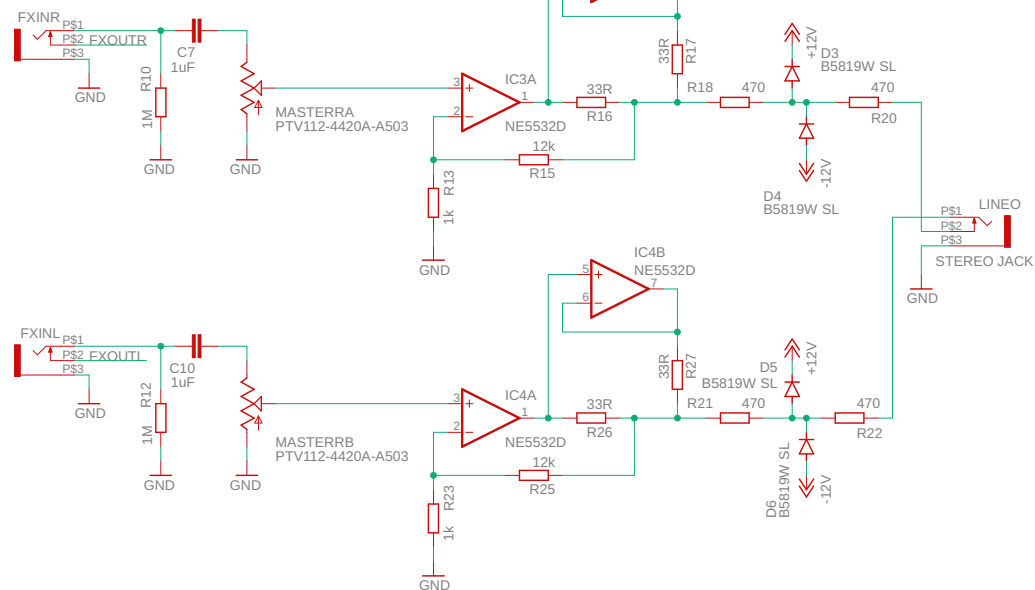 FXINR
P$1
P$2 FXOUTR
P$3
GND
R10
1M
GND
C7
1uF
GND
MASTERRA
PTV112-4420A-A503
3
2
1
IC3A
NE5532D
33R
R16
12k
R15
R13
1k
GND
33R
R17
R18
470
+12V
D3
B5819W SL
-12V
D4
B5819W SL
470
R20
LINEO
P$1
P$2
P$3
STEREO JACK
GND
IC4B
NE5532D
5
6
7
FXINL
P$1
P$2 FXOUTL
P$3
GND
R12
1M
GND
C10
1uF
GND
MASTERRB
PTV112-4420A-A503
3
2
1
IC4A
NE5532D
33R
R26
12k
R25
R23
1k
GND
33R
R27
R21
470
D5
B5819W SL
+12V
D6
B5819W SL
-12V
470
R22